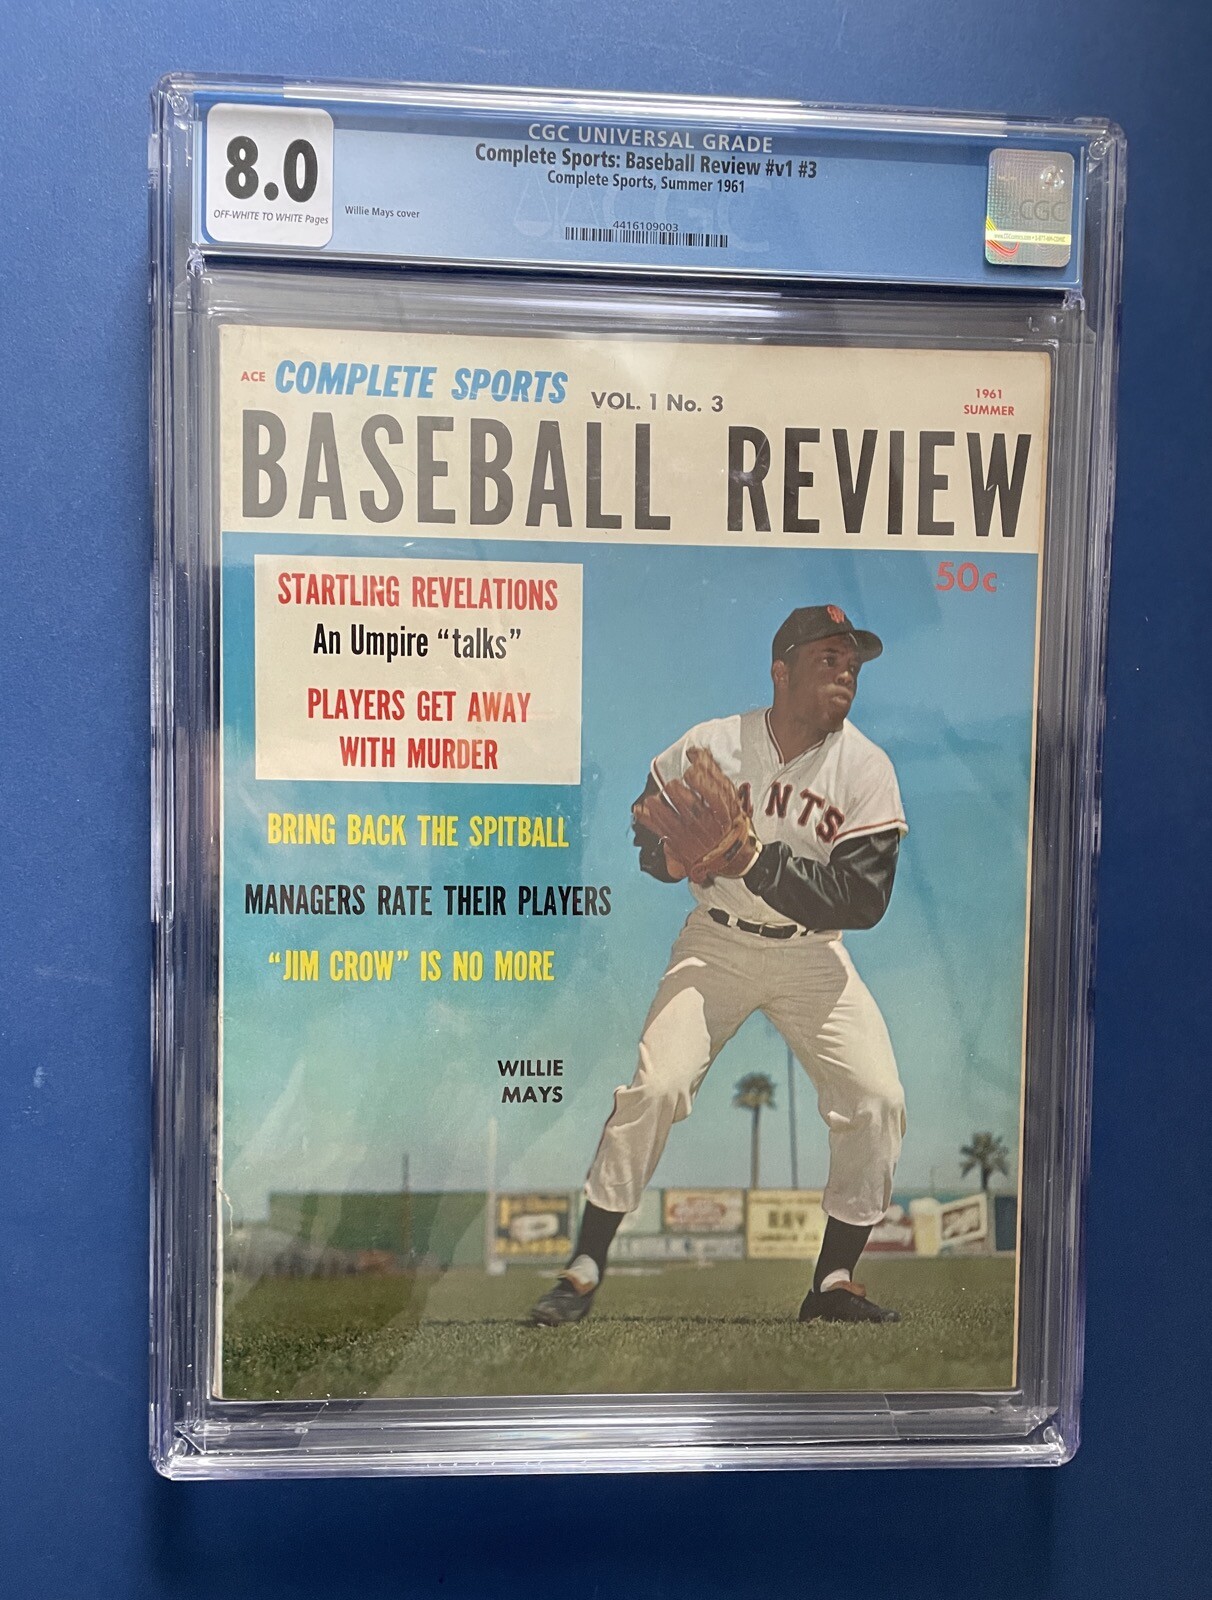 8.0
OFF-WHITE TO WHITE Pages
CGC UNIVERSAL GRADE
Complete Sports: Baseball Review #v1 #3
Complete Sports, Summer 1961
Willie Mays cover
4416109003
CGC
ACE COMPLETE SPORTS VOL. 1 No. 3
1961
SUMMER
BASEBALL REVIEW
50c
STARTLING REVELATIONS
An Umpire “talks”
PLAYERS GET AWAY
WITH MURDER
BRING BACK THE SPITBALL
MANAGERS RATE THEIR PLAYERS
“JIM CROW” IS NO MORE
WILLIE
MAYS
SF
ANTS